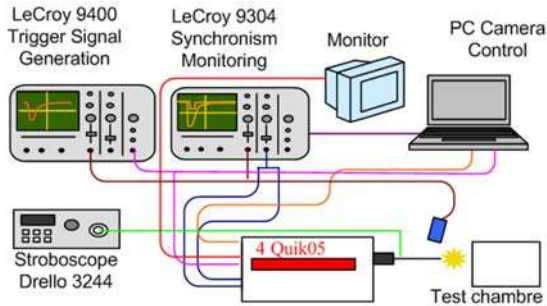 LeCroy 9400
Trigger Signal
Generation
LeCroy 9304
Synchronism
Monitoring
Monitor
PC Camera
Control
Stroboscope
Drello 3244
4 Quik05
Test chambre